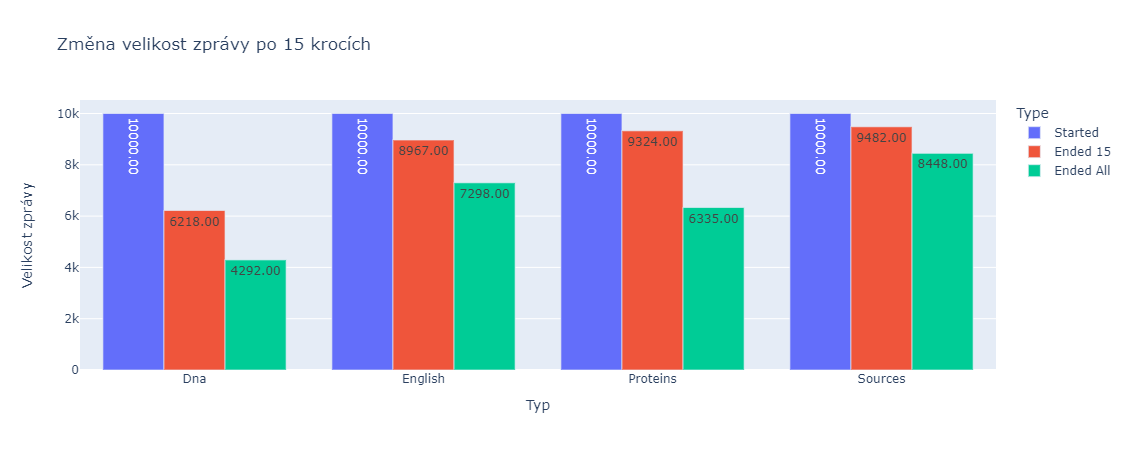 Změna velikost zprávy po 15 krocích
Velikost zprávy
10k
8k
6k
4k
2k
0
10000.00
6218.00
4292.00
10000.00
8967.00
7298.00
10000.00
9324.00
6335.00
10000.00
9482.00
8448.00
Dna
English
Proteins
Sources
Typ
Type
Started
Ended 15
Ended All